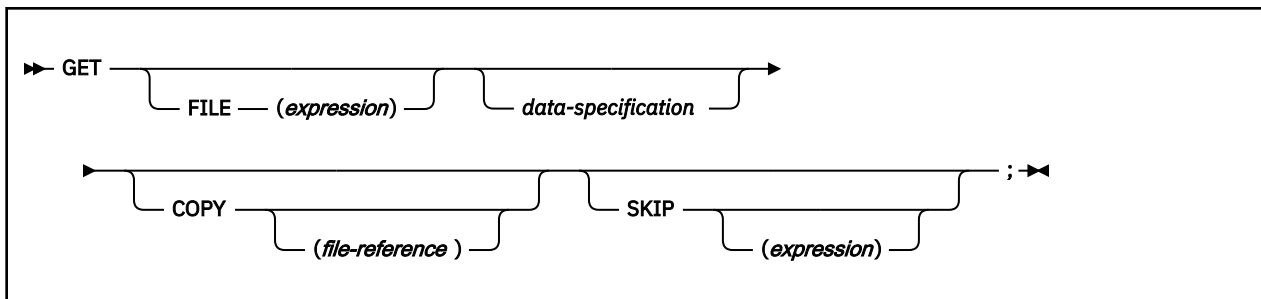 GET
FILE (expression) data-specification
COPY SKIP ;
(file-reference ) (expression)